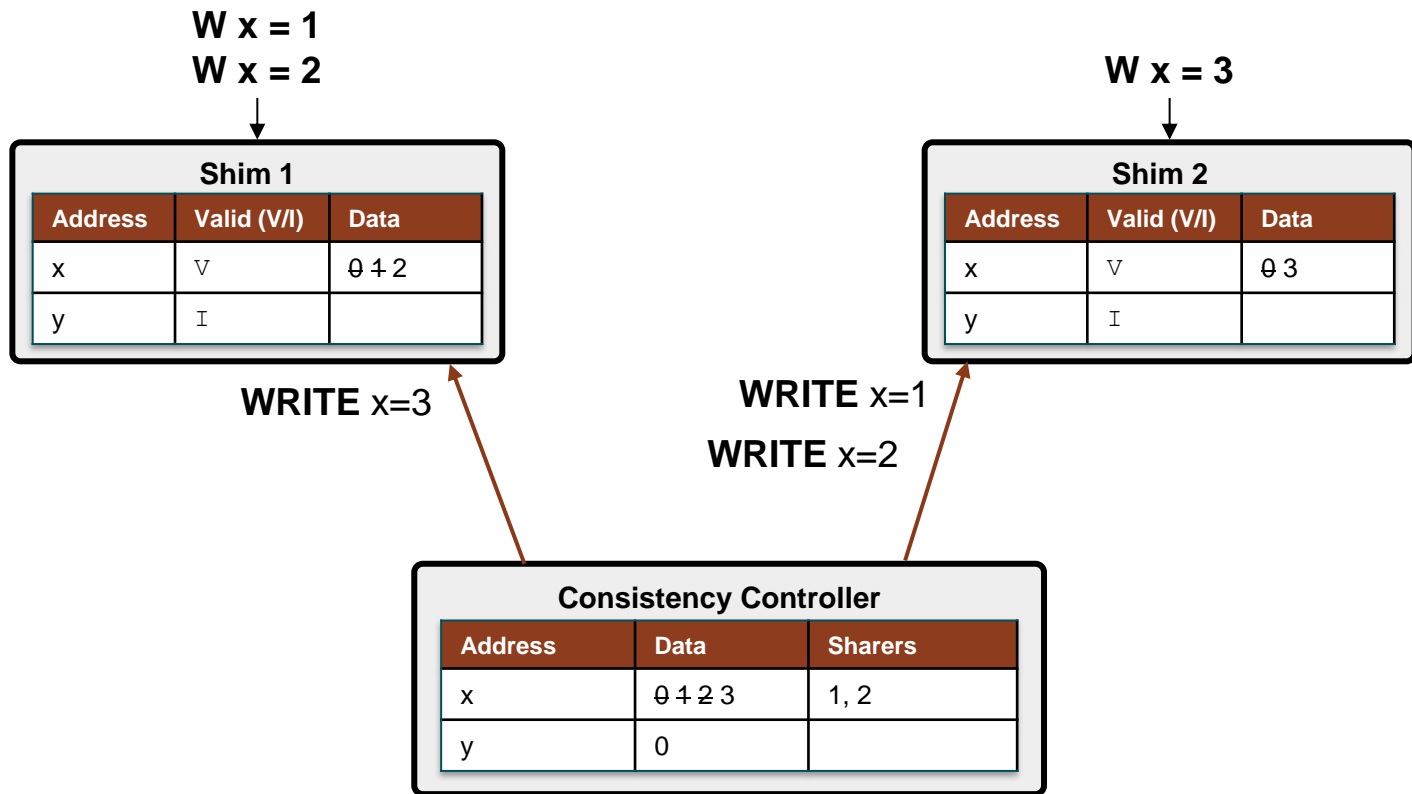 W x = 1
W x = 2
W x = 3
Shim 1
Address Valid (V/I) Data
x V 0 1 2
y I
Shim 2
Address Valid (V/I) Data
x V 0 3
y I
WRITE x=3
WRITE x=1
WRITE x=2
Consistency Controller
Address Data Sharers
x 0 1 2 3 1, 2
y 0